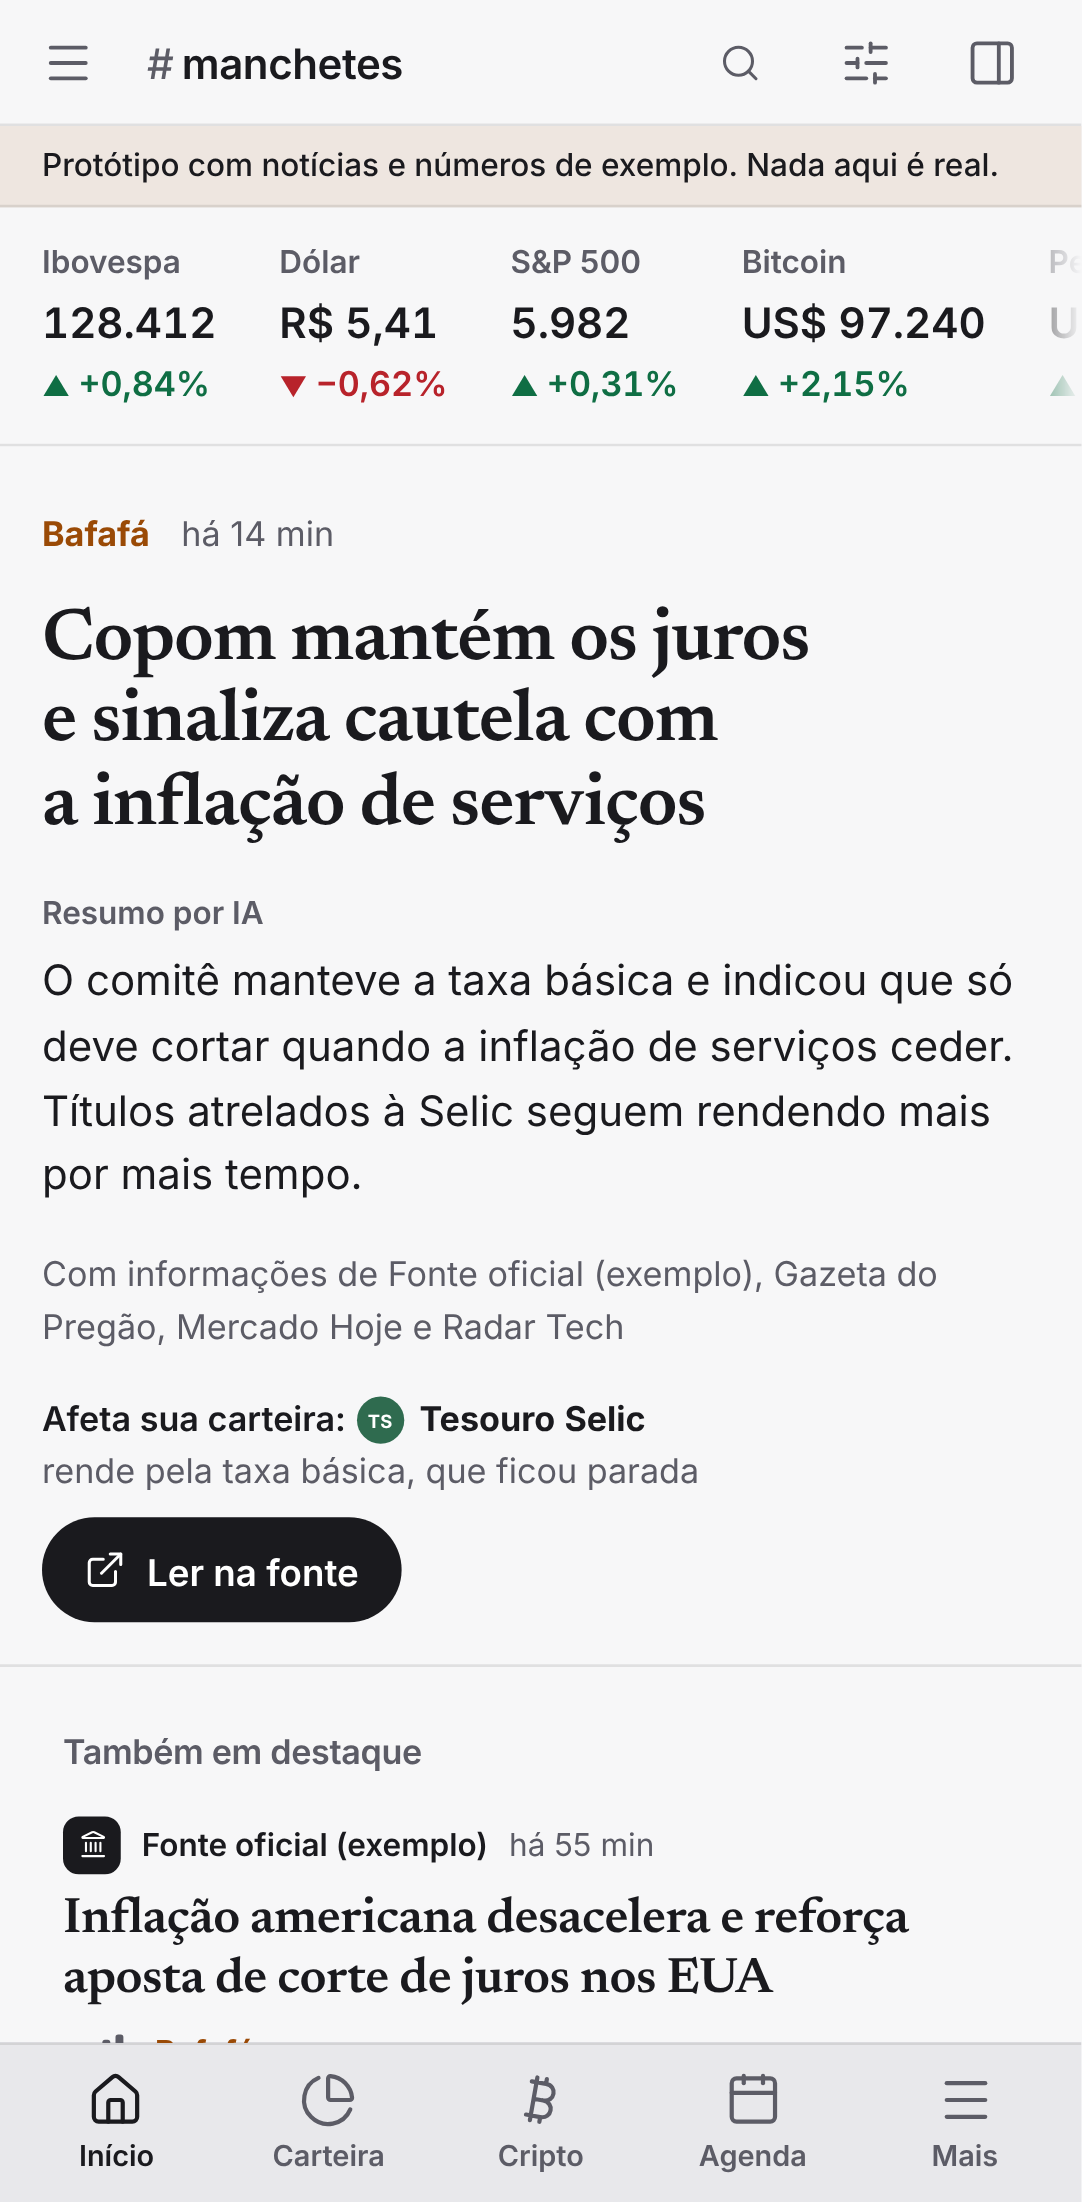 # manchetes
Protótipo com notícias e números de exemplo. Nada aqui é real.
Ibovespa Dólar S&P 500 Bitcoin
128.412 R$ 5,41 5.982 US$ 97.240
▲ +0,84% ▼ −0,62% ▲ +0,31% ▲ +2,15%
Bafafá há 14 min
Copom mantém os juros
e sinaliza cautela com
a inflação de serviços
Resumo por IA
O comitê manteve a taxa básica e indicou que só
deve cortar quando a inflação de serviços ceder.
Títulos atrelados à Selic seguem rendendo mais
por mais tempo.
Com informações de Fonte oficial (exemplo), Gazeta do
Pregão, Mercado Hoje e Radar Tech
Afeta sua carteira: TS Tesouro Selic
rende pela taxa básica, que ficou parada
Ler na fonte
Também em destaque
Fonte oficial (exemplo) há 55 min
Inflação americana desacelera e reforça
aposta de corte de juros nos EUA
Início Carteira Cripto Agenda Mais